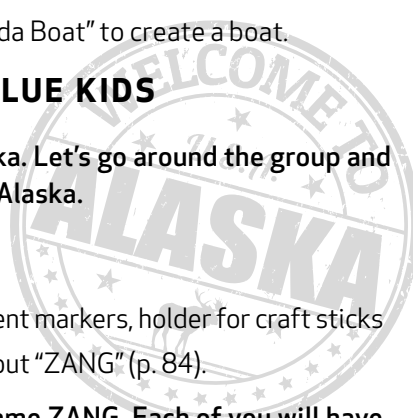 da Boat” to create a boat.
LUE KIDS
ka. Let’s go around the group and
Alaska.
ent markers, holder for craft sticks
out “ZANG” (p. 84).
ame ZANG. Each of you will have
WELCOME TO
U.S.A.
ALASKA